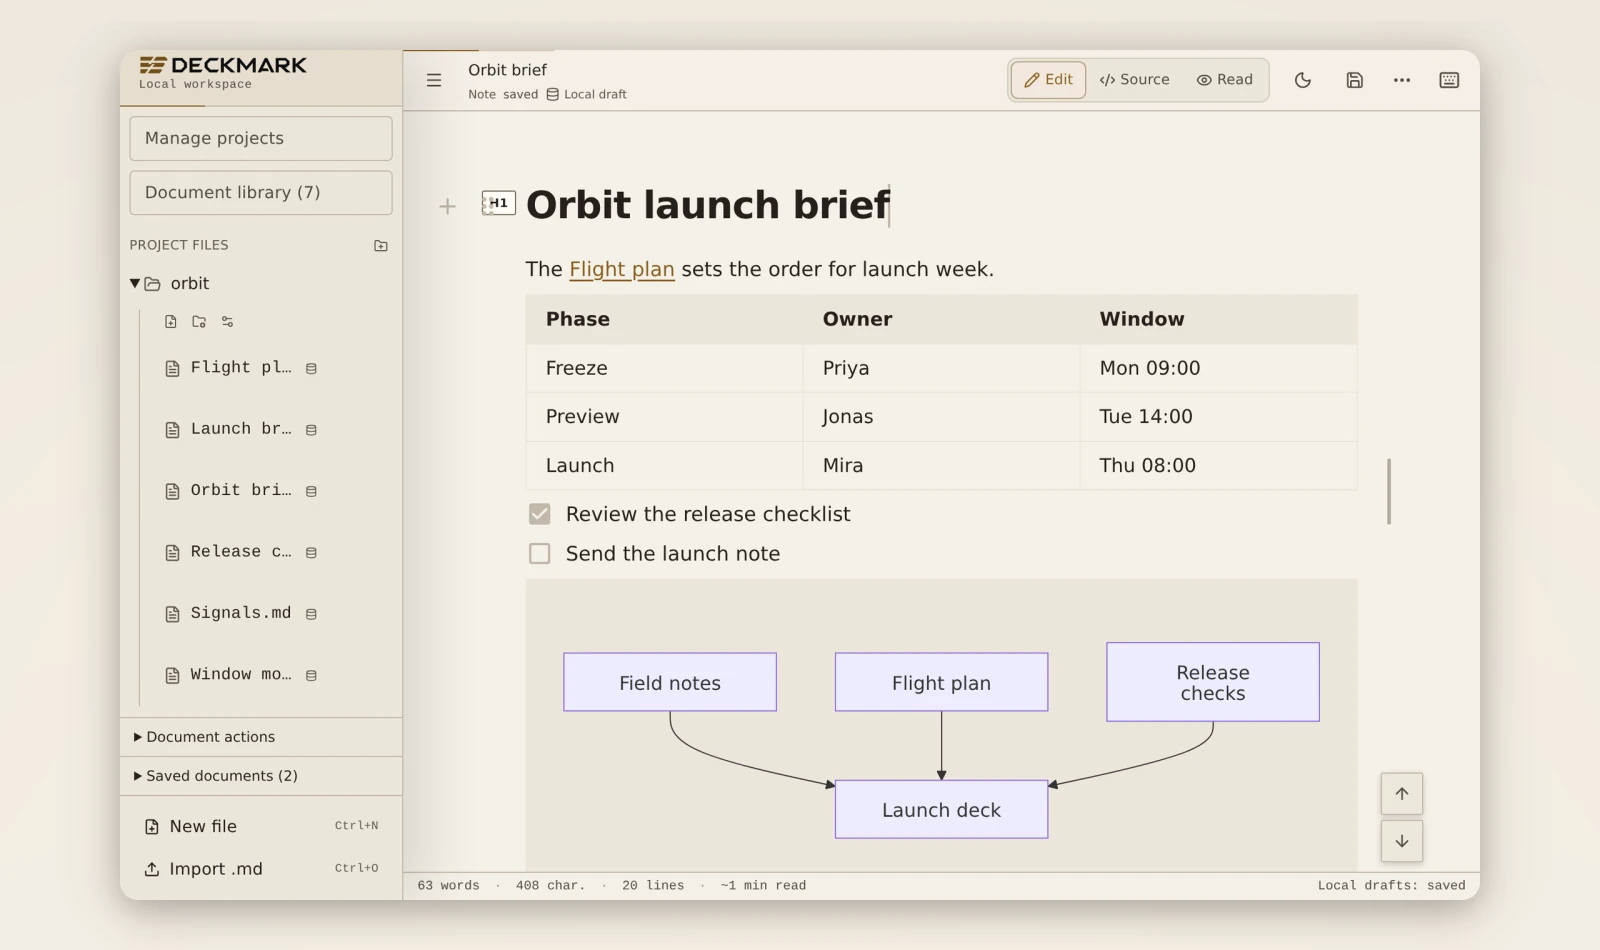 DECKMARK
Local workspace
Manage projects
Document library (7)
PROJECT FILES
orbit
Flight pl…
Launch br…
Orbit bri…
Release c…
Signals.md
Window mo…
Document actions
Saved documents (2)
New file Ctrl+N
Import .md Ctrl+O
Orbit brief
Note saved Local draft
Edit Source Read
H1 Orbit launch brief
The Flight plan sets the order for launch week.
Phase Owner Window
Freeze Priya Mon 09:00
Preview Jonas Tue 14:00
Launch Mira Thu 08:00
Review the release checklist
Send the launch note
Field notes
Flight plan
Release
checks
Launch deck
63 words · 408 char. · 20 lines · ~1 min read
Local drafts: saved